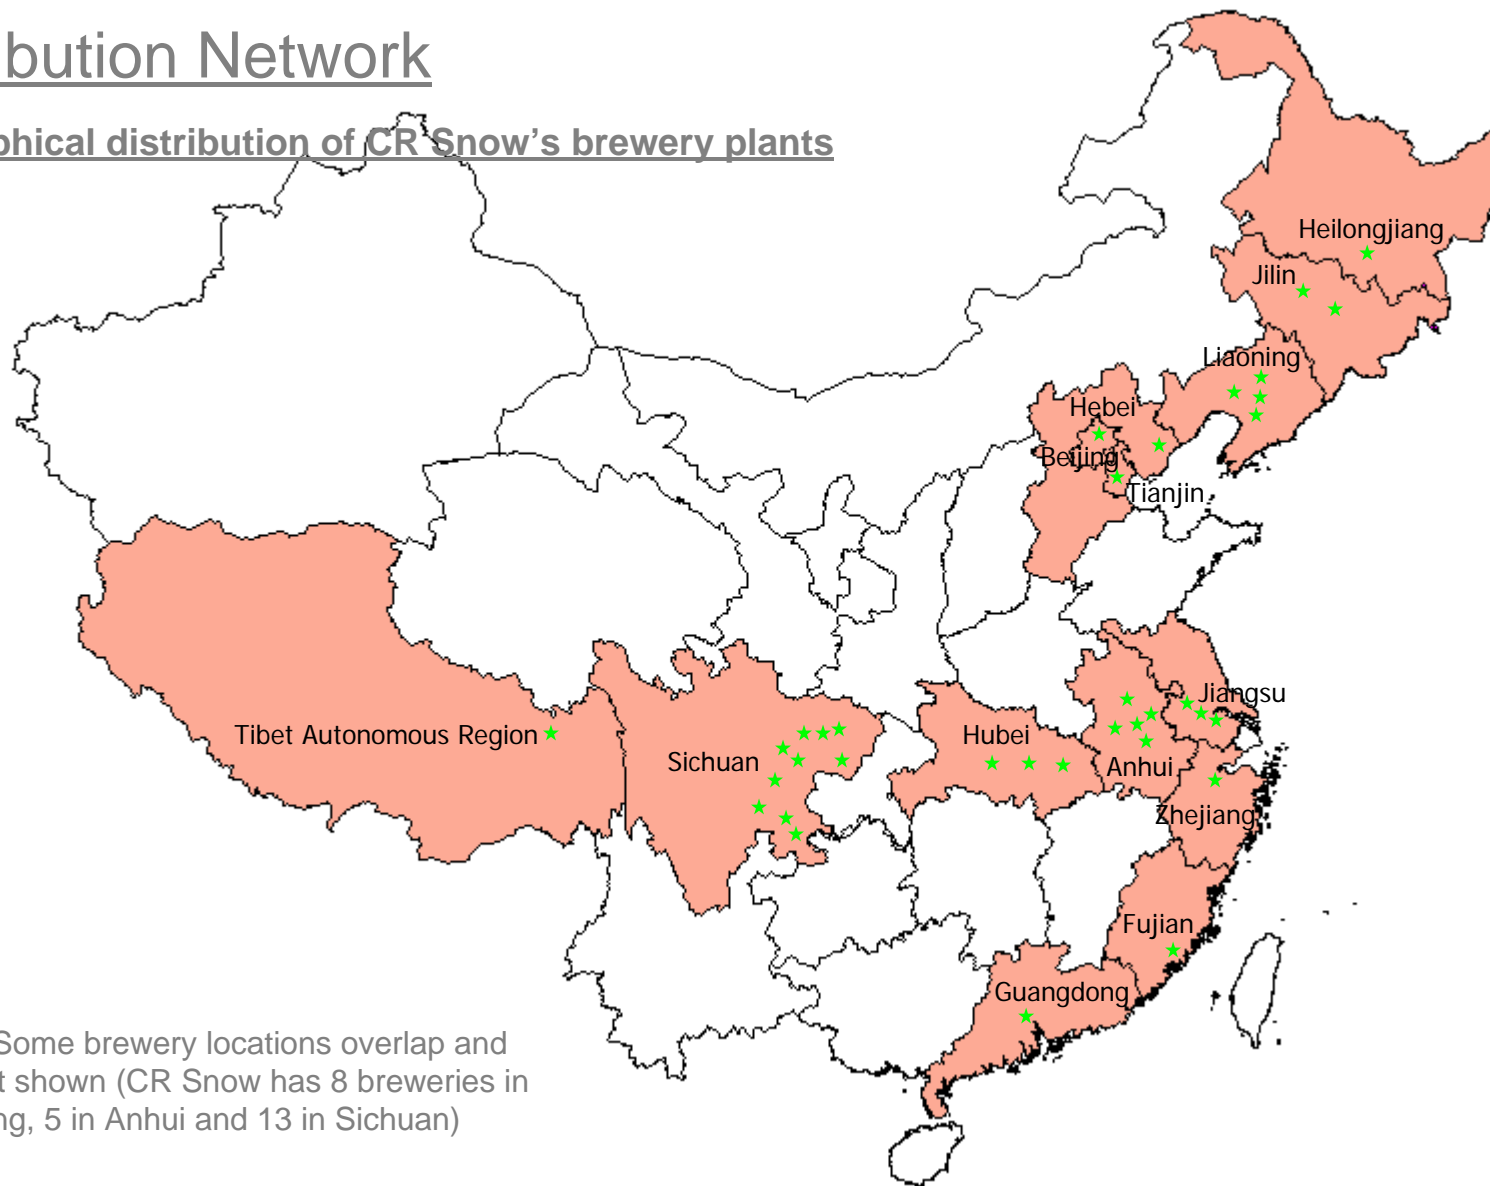 bution Network
phical distribution of CR Snow's brewery plants
Heilongjiang
Jilin
Liaoning
Hebei
Beijing
Tianjin
Jiangsu
Tibet Autonomous Region
Sichuan
Hubei
Anhui
Zhejiang
Fujian
Guangdong
Some brewery locations overlap and
t shown (CR Snow has 8 breweries in
ng, 5 in Anhui and 13 in Sichuan)